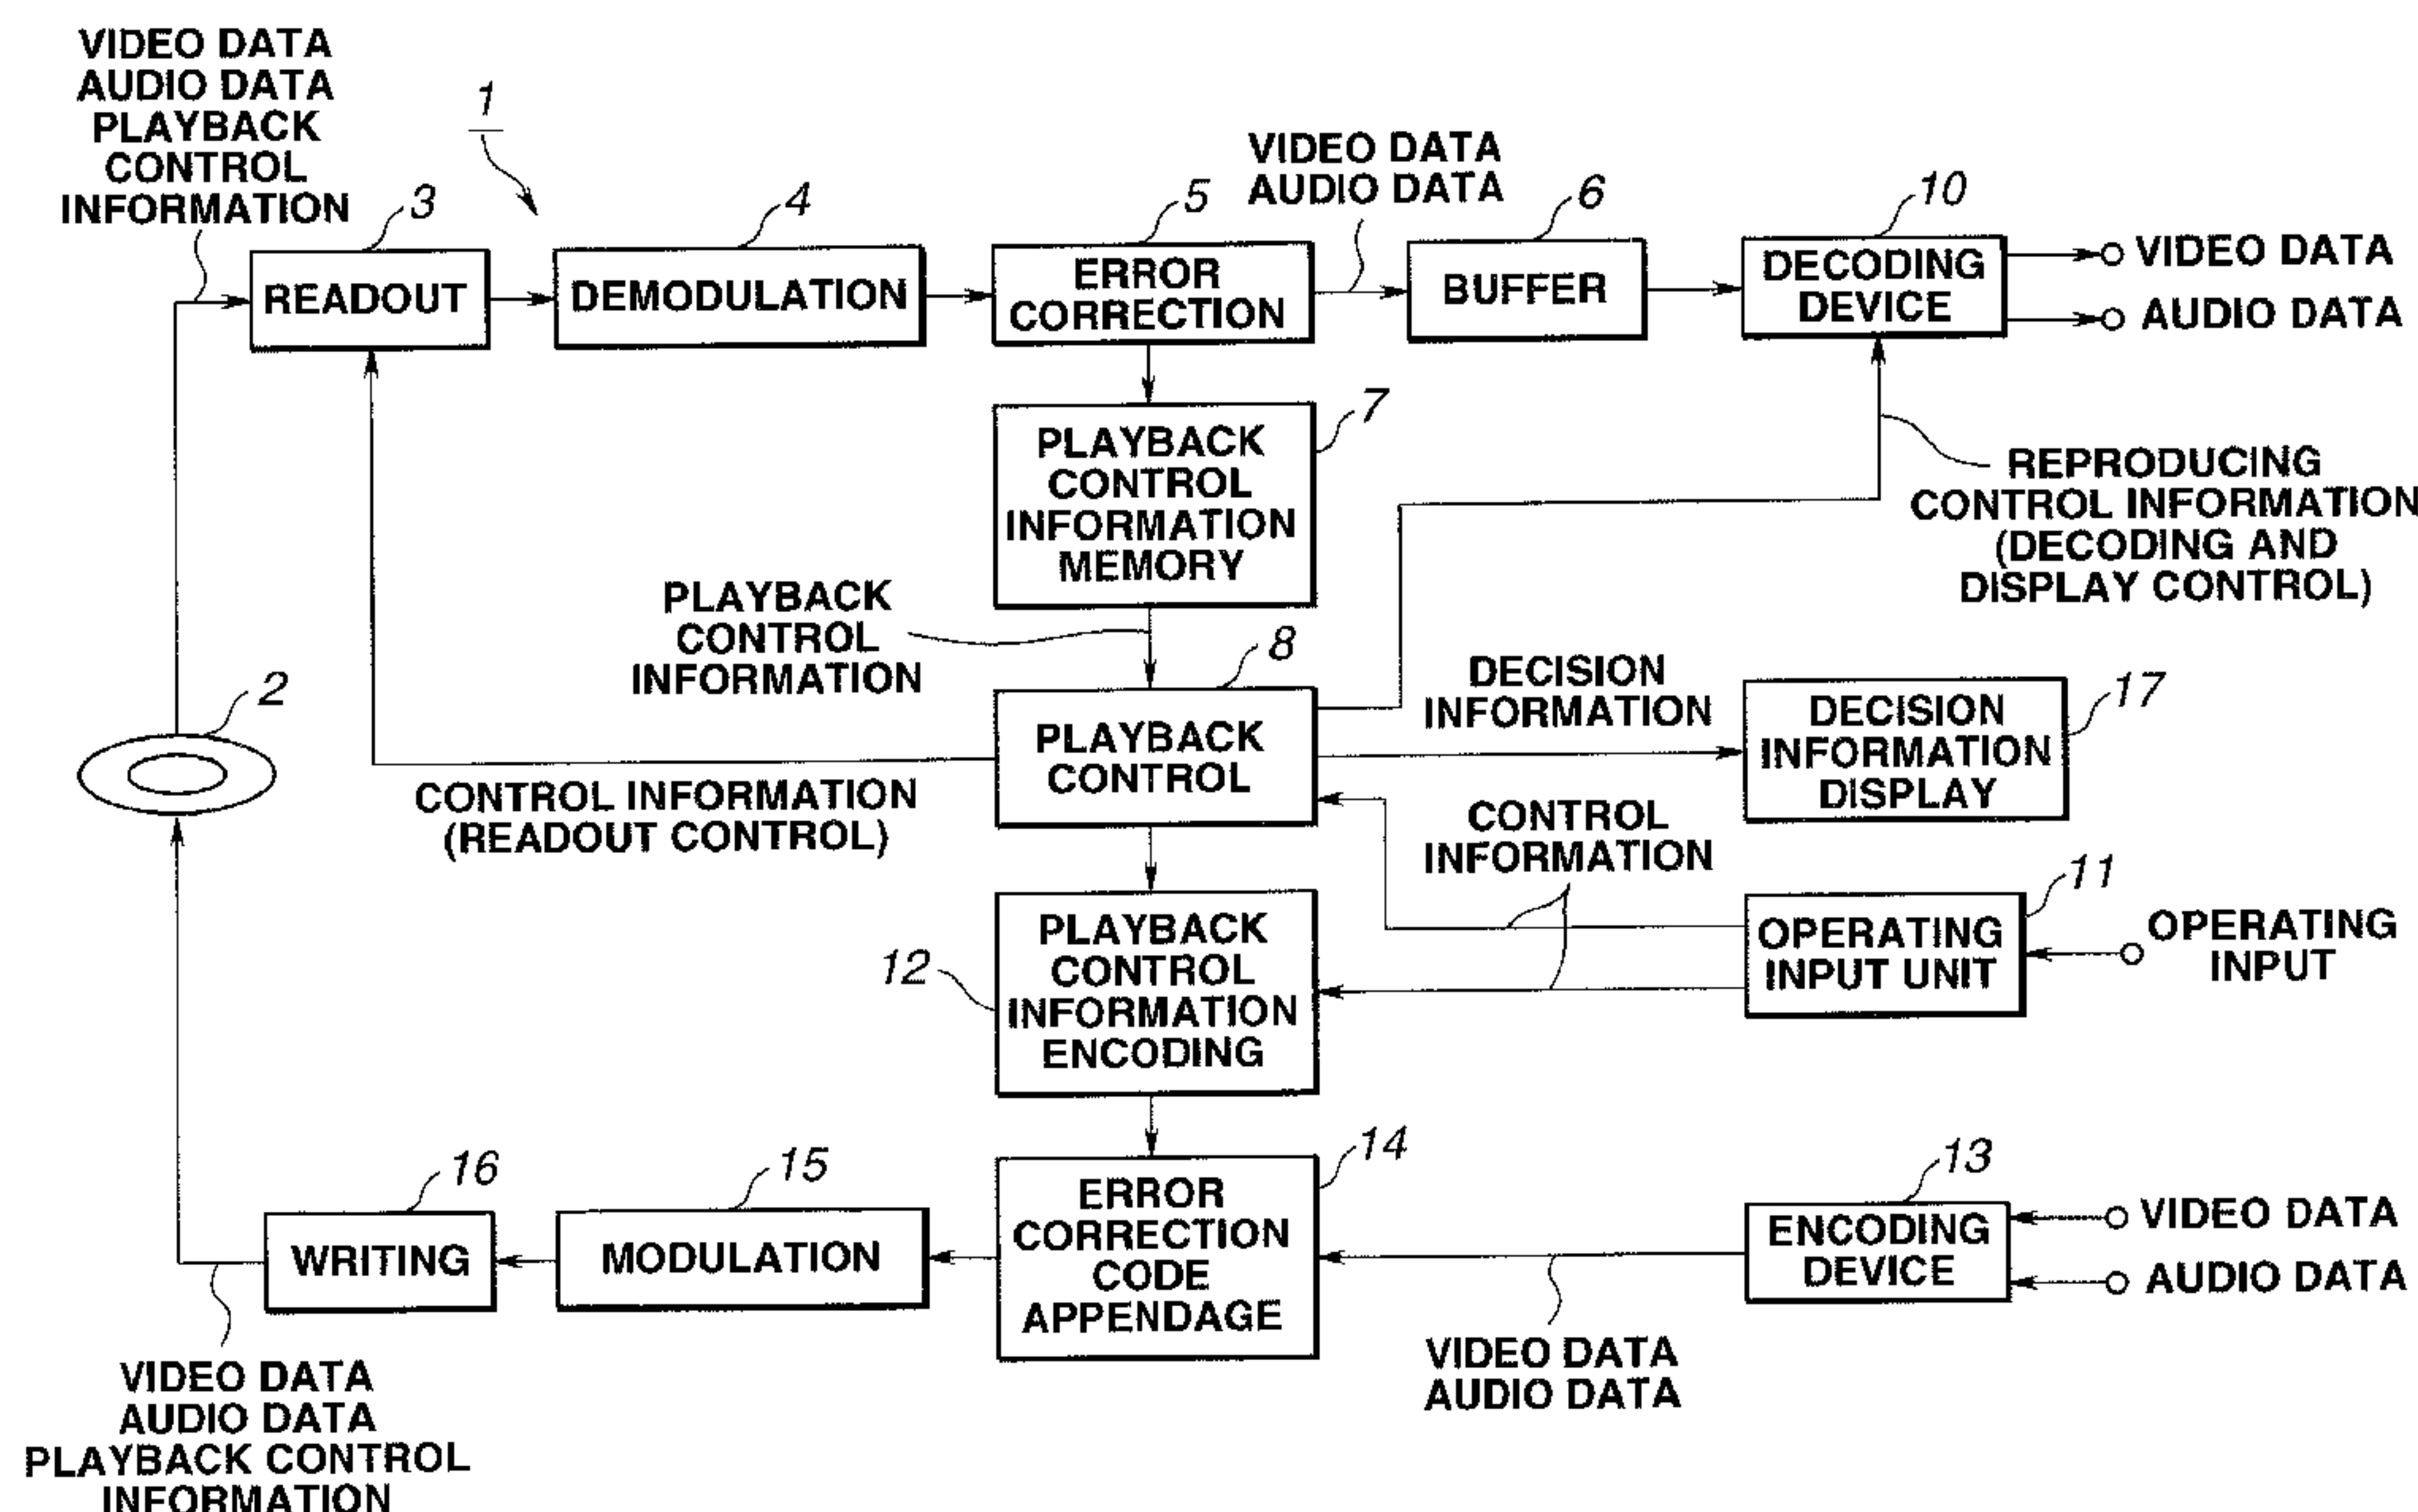 VIDEO DATA
AUDIO DATA
PLAYBACK
CONTROL
INFORMATION
1
3
READOUT
4
DEMODULATION
5
ERROR
CORRECTION
VIDEO DATA
AUDIO DATA
6
BUFFER
10
DECODING
DEVICE
VIDEO DATA
AUDIO DATA
7
PLAYBACK
CONTROL
INFORMATION
MEMORY
REPRODUCING
CONTROL INFORMATION
(DECODING AND
DISPLAY CONTROL)
PLAYBACK
CONTROL
INFORMATION
2
8
PLAYBACK
CONTROL
CONTROL INFORMATION
(READOUT CONTROL)
DECISION
INFORMATION
17
DECISION
INFORMATION
DISPLAY
CONTROL
INFORMATION
11
OPERATING
INPUT UNIT
OPERATING
INPUT
12
PLAYBACK
CONTROL
INFORMATION
ENCODING
16
WRITING
15
MODULATION
14
ERROR
CORRECTION
CODE
APPENDAGE
13
ENCODING
DEVICE
VIDEO DATA
AUDIO DATA
VIDEO DATA
AUDIO DATA
VIDEO DATA
AUDIO DATA
PLAYBACK CONTROL
INFORMATION